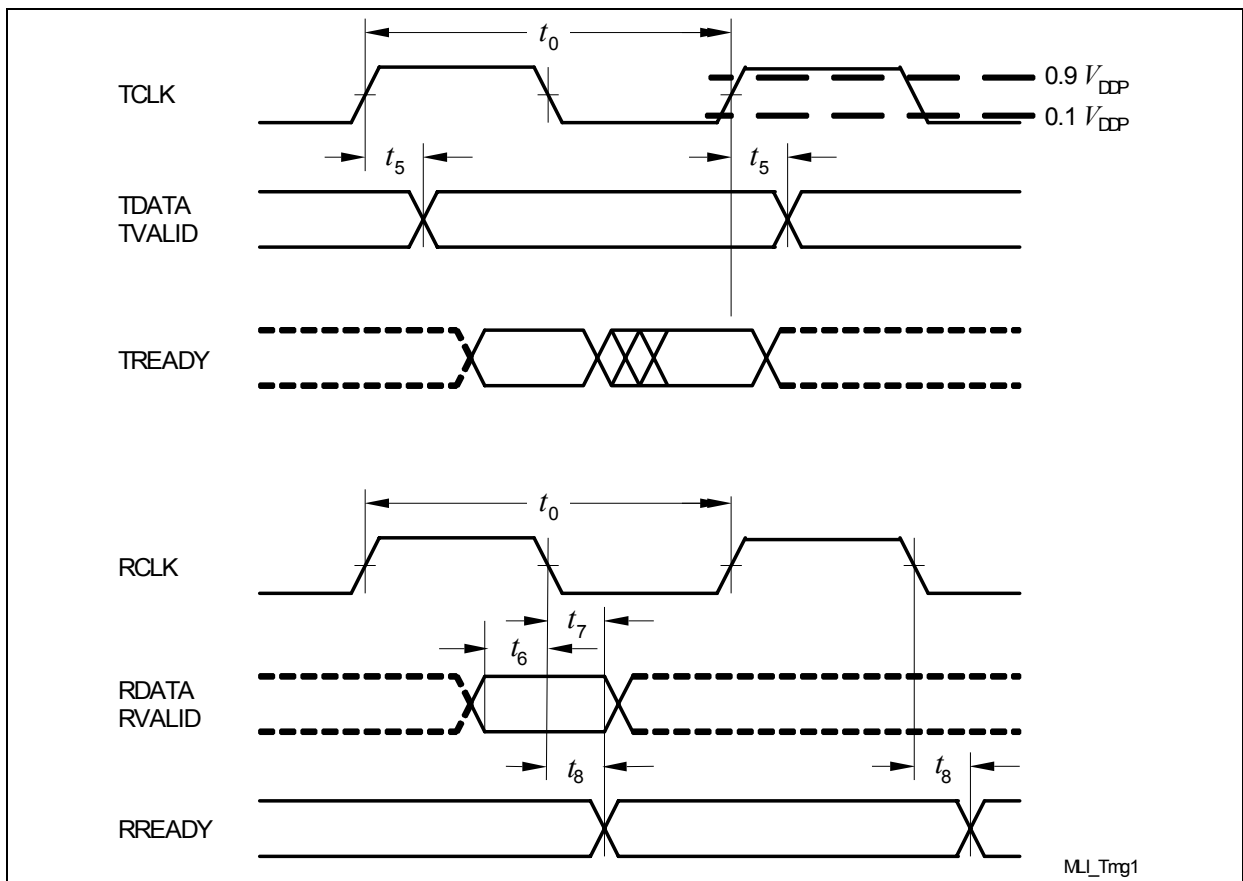 t0
TCLK
0.9 VDDP
0.1 VDDP
t5
t5
TDATA
TVALID
TREADY
t0
RCLK
t7
t6
RDATA
RVALID
t8
t8
RREADY
MLI_Tmg1